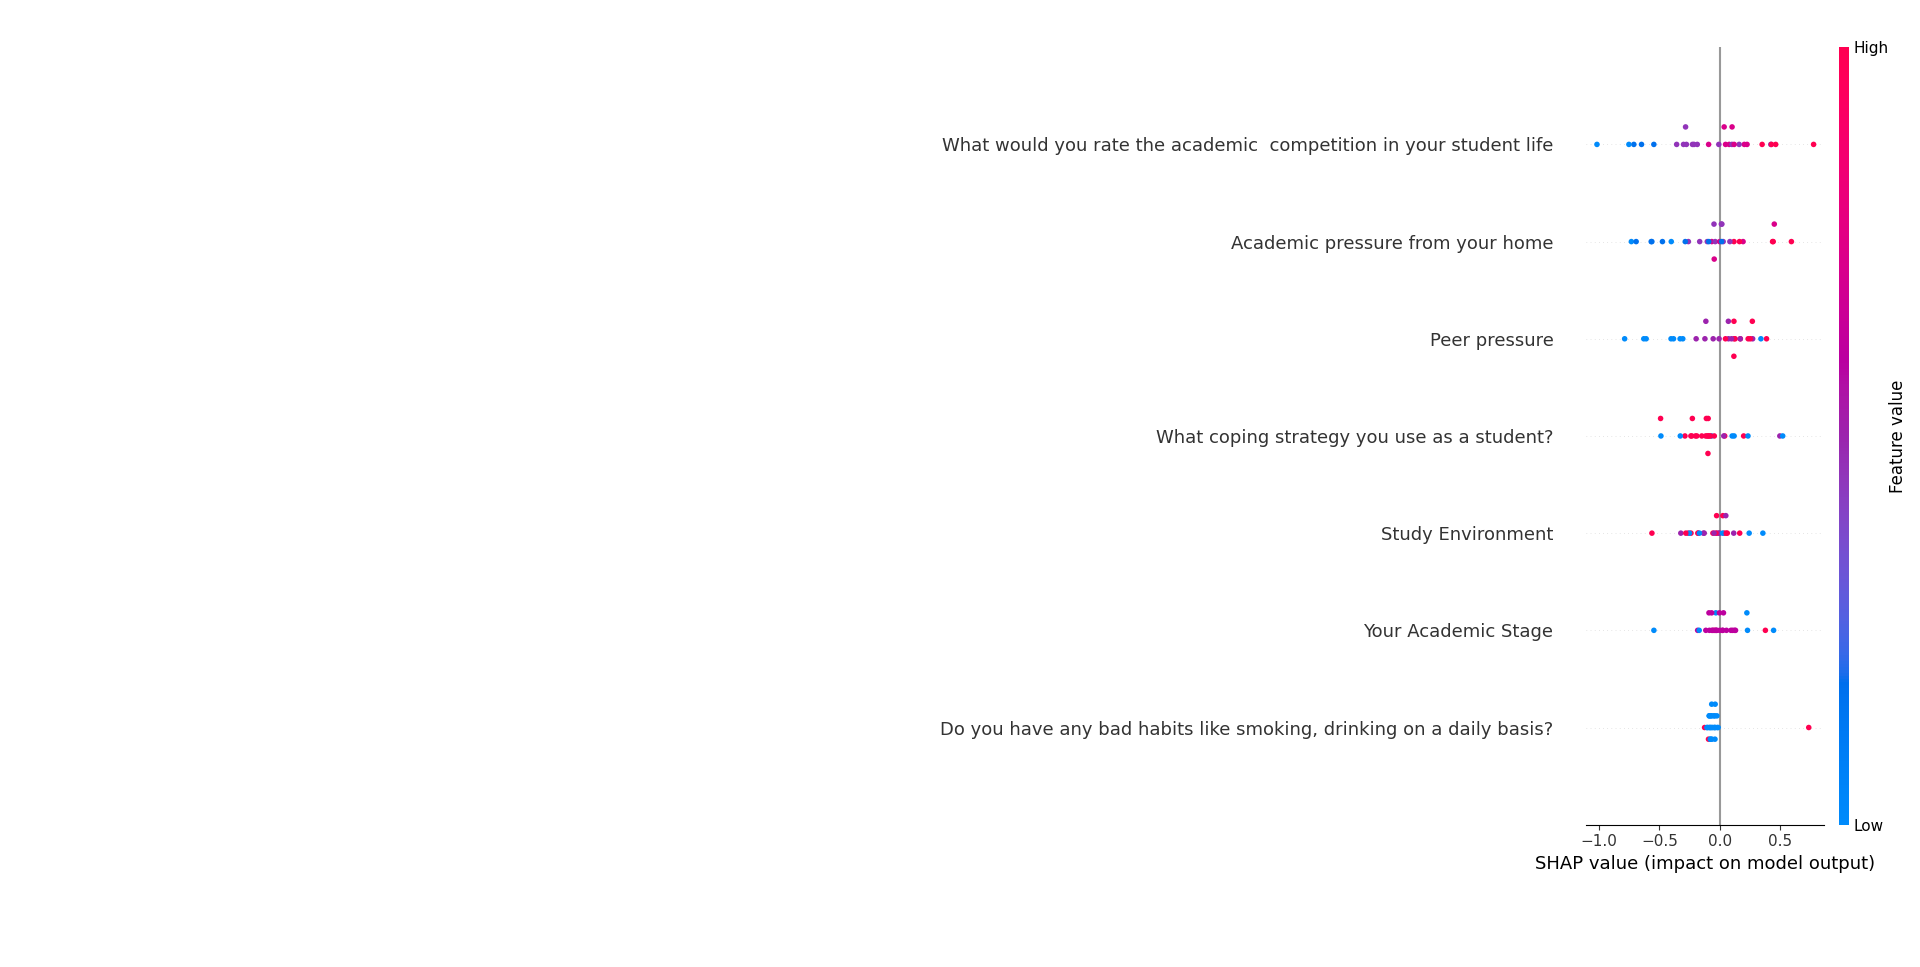 High
What would you rate the academic  competition in your student life
Academic pressure from your home
Peer pressure
What coping strategy you use as a student?
Study Environment
Your Academic Stage
Do you have any bad habits like smoking, drinking on a daily basis?
Feature value
Low
−1.0 −0.5 0.0 0.5
SHAP value (impact on model output)